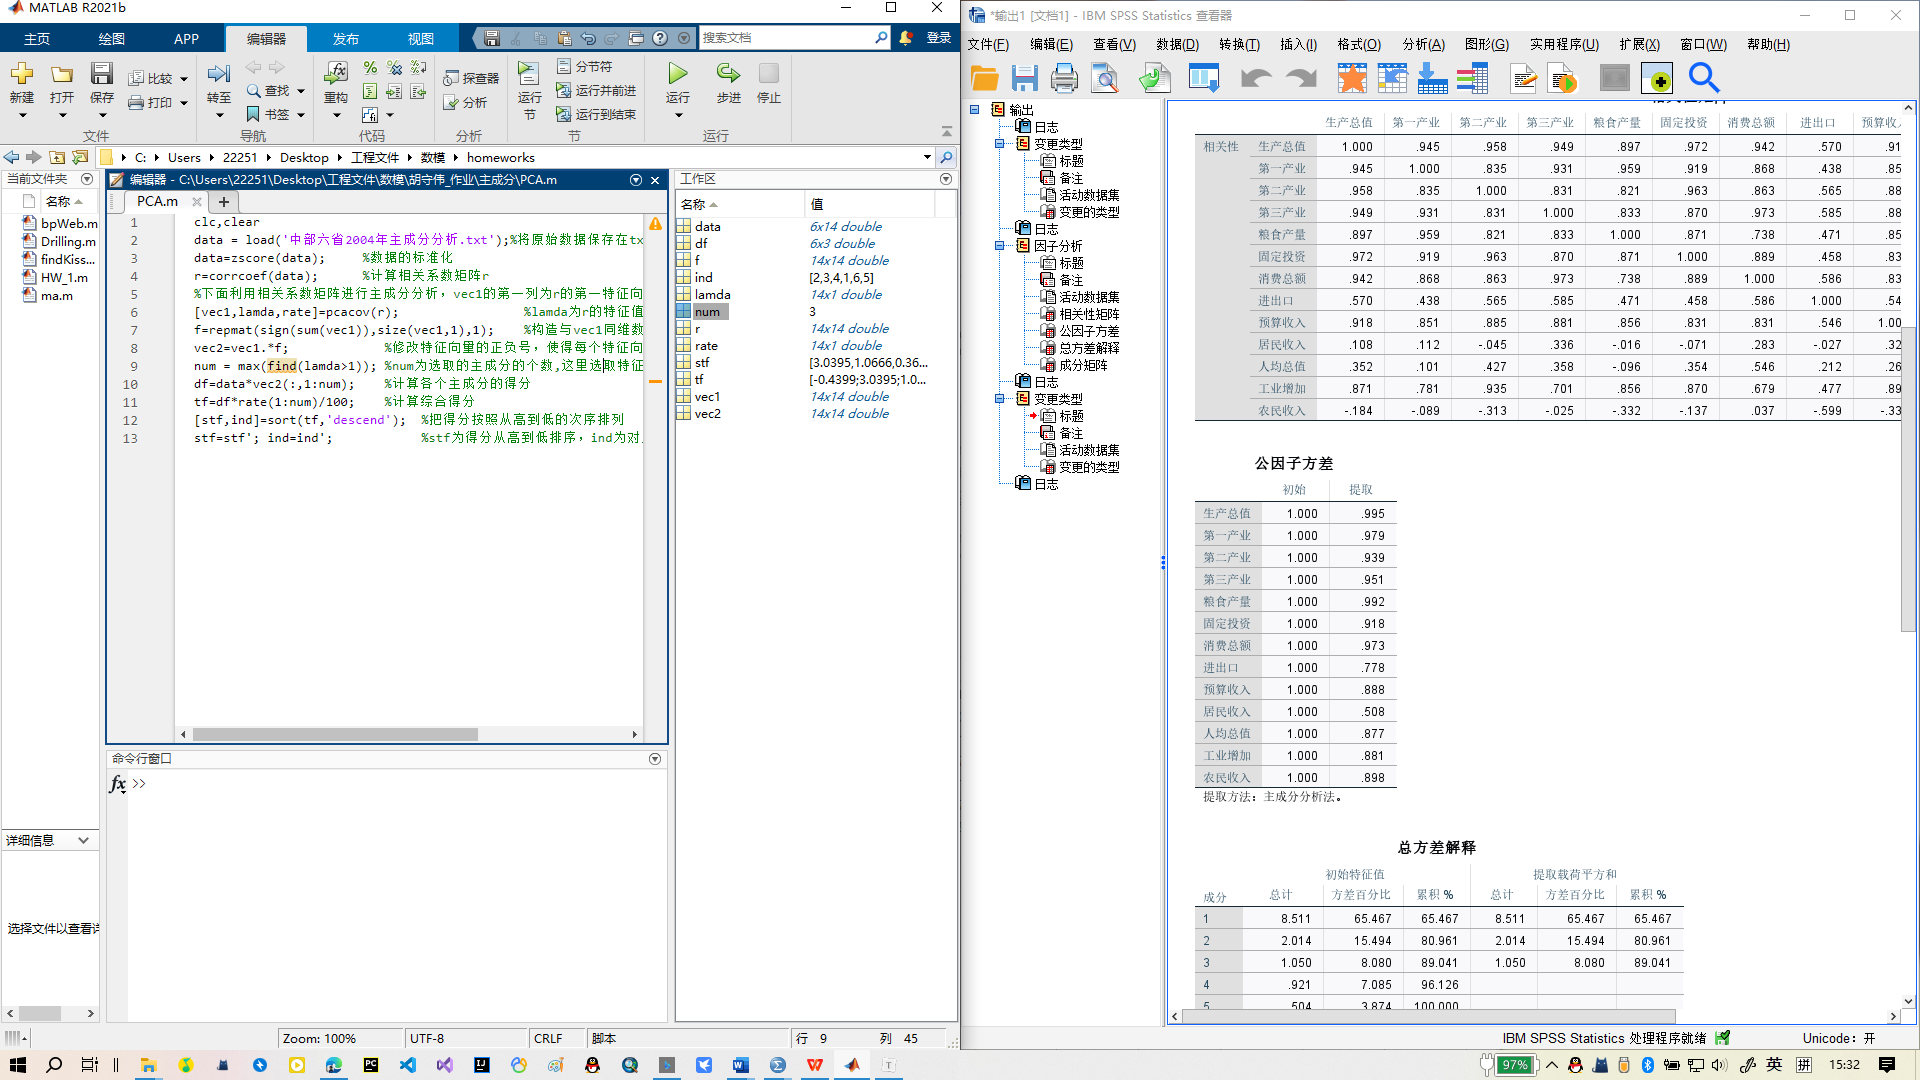 MATLAB R2021b
主页 绘图 APP 编辑器 发布 视图 搜索文档 登录
新建 打开 保存 比较 打印 转至 查找 书签 重构 探查器 分析 运行节 分节符 运行并前进 运行到结束 运行 步进 停止
文件 导航 代码 分析 节 运行
C: Users 22251 Desktop 工程文件 数模 homeworks
当前文件夹
名称
bpWeb.m
Drilling.m
findKiss...
HW_1.m
ma.m
详细信息
选择文件以查看详
编辑器 - C:\Users\22251\Desktop\工程文件\数模\胡守伟_作业\主成分\PCA.m
PCA.m
1 clc,clear
2 data = load('中部六省2004年主成分分析.txt');%将原始数据保存在tx
3 data=zscore(data); %数据的标准化
4 r=corrcoef(data); %计算相关系数矩阵r
5 %下面利用相关系数矩阵进行主成分分析，vec1的第一列为r的第一特征向
6 [vec1,lamda,rate]=pcacov(r); %lamda为r的特征值
7 f=repmat(sign(sum(vec1)),size(vec1,1),1); %构造与vec1同维数
8 vec2=vec1.*f; %修改特征向量的正负号，使得每个特征向
9 num = max(find(lamda>1)); %num为选取的主成分的个数,这里选取特征
10 df=data*vec2(:,1:num); %计算各个主成分的得分
11 tf=df*rate(1:num)/100; %计算综合得分
12 [stf,ind]=sort(tf,'descend'); %把得分按照从高到低的次序排列
13 stf=stf'; ind=ind'; %stf为得分从高到低排序，ind为对
命令行窗口
fx >>
工作区
名称 值
data 6x14 double
df 6x3 double
f 14x14 double
ind [2,3,4,1,6,5]
lamda 14x1 double
num 3
r 14x14 double
rate 14x1 double
stf [3.0395,1.0666,0.36...
tf [-0.4399;3.0395;1.0...
vec1 14x14 double
vec2 14x14 double
Zoom: 100% UTF-8 CRLF 脚本 行 9 列 45
*输出1 [文档1] - IBM SPSS Statistics 查看器
文件(F) 编辑(E) 查看(V) 数据(D) 转换(T) 插入(I) 格式(O) 分析(A) 图形(G) 实用程序(U) 扩展(X) 窗口(W) 帮助(H)
输出
日志
变更类型
标题
备注
活动数据集
变更的类型
日志
因子分析
标题
备注
活动数据集
相关性矩阵
公因子方差
总方差解释
成分矩阵
日志
变更类型
标题
备注
活动数据集
变更的类型
日志
生产总值 第一产业 第二产业 第三产业 粮食产量 固定投资 消费总额 进出口 预算收
相关性 生产总值 1.000 .945 .958 .949 .897 .972 .942 .570 .91
第一产业 .945 1.000 .835 .931 .959 .919 .868 .438 .85
第二产业 .958 .835 1.000 .831 .821 .963 .863 .565 .88
第三产业 .949 .931 .831 1.000 .833 .870 .973 .585 .88
粮食产量 .897 .959 .821 .833 1.000 .871 .738 .471 .85
固定投资 .972 .919 .963 .870 .871 1.000 .889 .458 .83
消费总额 .942 .868 .863 .973 .738 .889 1.000 .586 .83
进出口 .570 .438 .565 .585 .471 .458 .586 1.000 .54
预算收入 .918 .851 .885 .881 .856 .831 .831 .546 1.00
居民收入 .108 .112 -.045 .336 -.016 -.071 .283 -.027 .32
人均总值 .352 .101 .427 .358 -.096 .354 .546 .212 .26
工业增加 .871 .781 .935 .701 .856 .870 .679 .477 .89
农民收入 -.184 -.089 -.313 -.025 -.332 -.137 .037 -.599 -.33
公因子方差
初始 提取
生产总值 1.000 .995
第一产业 1.000 .979
第二产业 1.000 .939
第三产业 1.000 .951
粮食产量 1.000 .992
固定投资 1.000 .918
消费总额 1.000 .973
进出口 1.000 .778
预算收入 1.000 .888
居民收入 1.000 .508
人均总值 1.000 .877
工业增加 1.000 .881
农民收入 1.000 .898
提取方法：主成分分析法。
总方差解释
初始特征值 提取载荷平方和
成分 总计 方差百分比 累积 % 总计 方差百分比 累积 %
1 8.511 65.467 65.467 8.511 65.467 65.467
2 2.014 15.494 80.961 2.014 15.494 80.961
3 1.050 8.080 89.041 1.050 8.080 89.041
4 .921 7.085 96.126
5 .504 3.874 100.000
IBM SPSS Statistics 处理程序就绪 Unicode：开
97% 英 拼 15:32